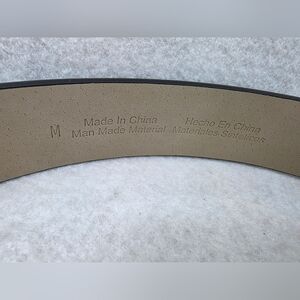 M
Made In China
Man Made Material
Hecho En China
Materiales Sinteticos